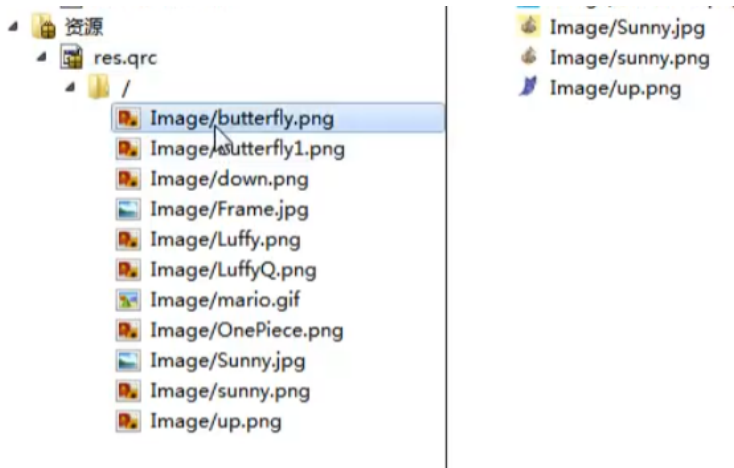 资源
res.qrc
/
Image/butterfly.png
Image/butterfly1.png
Image/down.png
Image/Frame.jpg
Image/Luffy.png
Image/LuffyQ.png
Image/mario.gif
Image/OnePiece.png
Image/Sunny.jpg
Image/sunny.png
Image/up.png
Image/Sunny.jpg
Image/sunny.png
Image/up.png